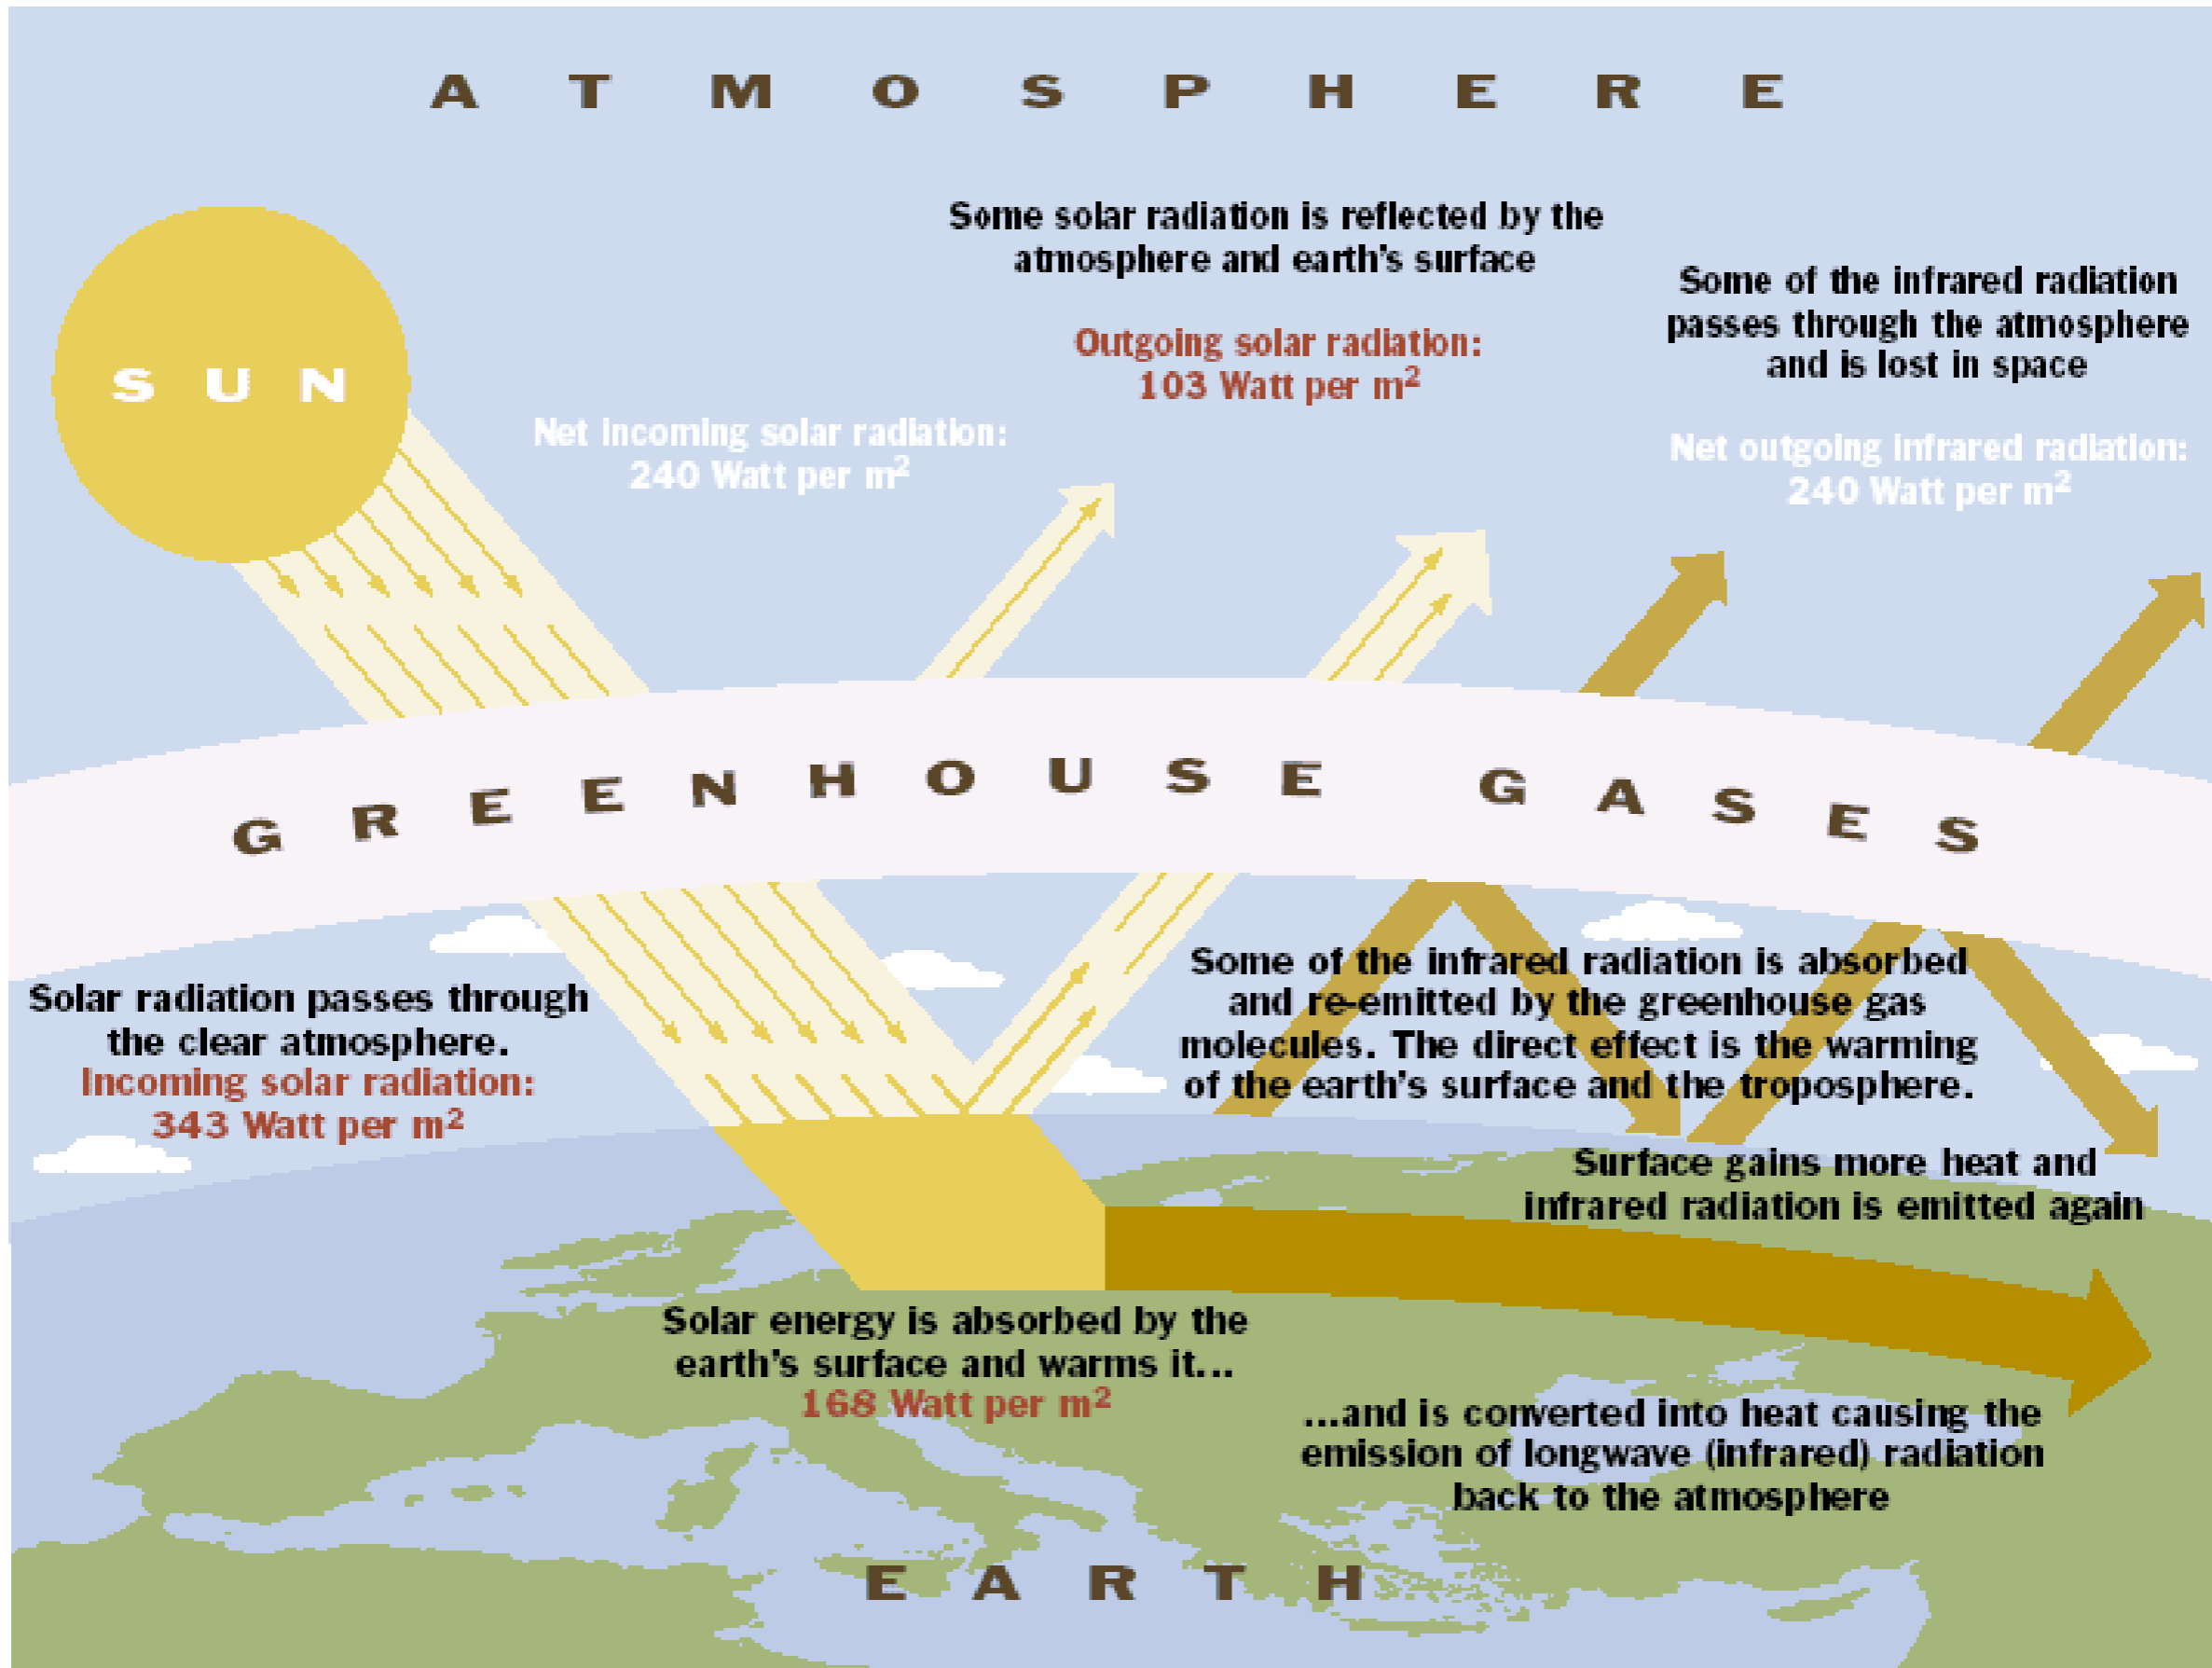 ATMOSPHERE
Some solar radiation is reflected by the
atmosphere and earth's surface
Outgoing solar radiation:
103 Watt per m²
Some of the infrared radiation
passes through the atmosphere
and is lost in space
Net outgoing infrared radiation:
240 Watt per m²
SUN
Net incoming solar radiation:
240 Watt per m²
GREENHOUSE GASES
Solar radiation passes through
the clear atmosphere.
Incoming solar radiation:
343 Watt per m²
Some of the infrared radiation is absorbed
and re-emitted by the greenhouse gas
molecules. The direct effect is the warming
of the earth's surface and the troposphere.
Surface gains more heat and
infrared radiation is emitted again
Solar energy is absorbed by the
earth's surface and warms it...
168 Watt per m²
...and is converted into heat causing the
emission of longwave (infrared) radiation
back to the atmosphere
EARTH